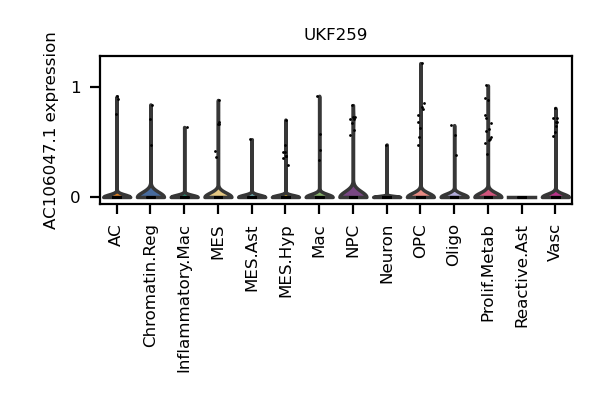 UKF259
AC106047.1 expression
1
0
AC
Chromatin.Reg
Inflammatory.Mac
MES
MES.Ast
MES.Hyp
Mac
NPC
Neuron
OPC
Oligo
Prolif.Metab
Reactive.Ast
Vasc